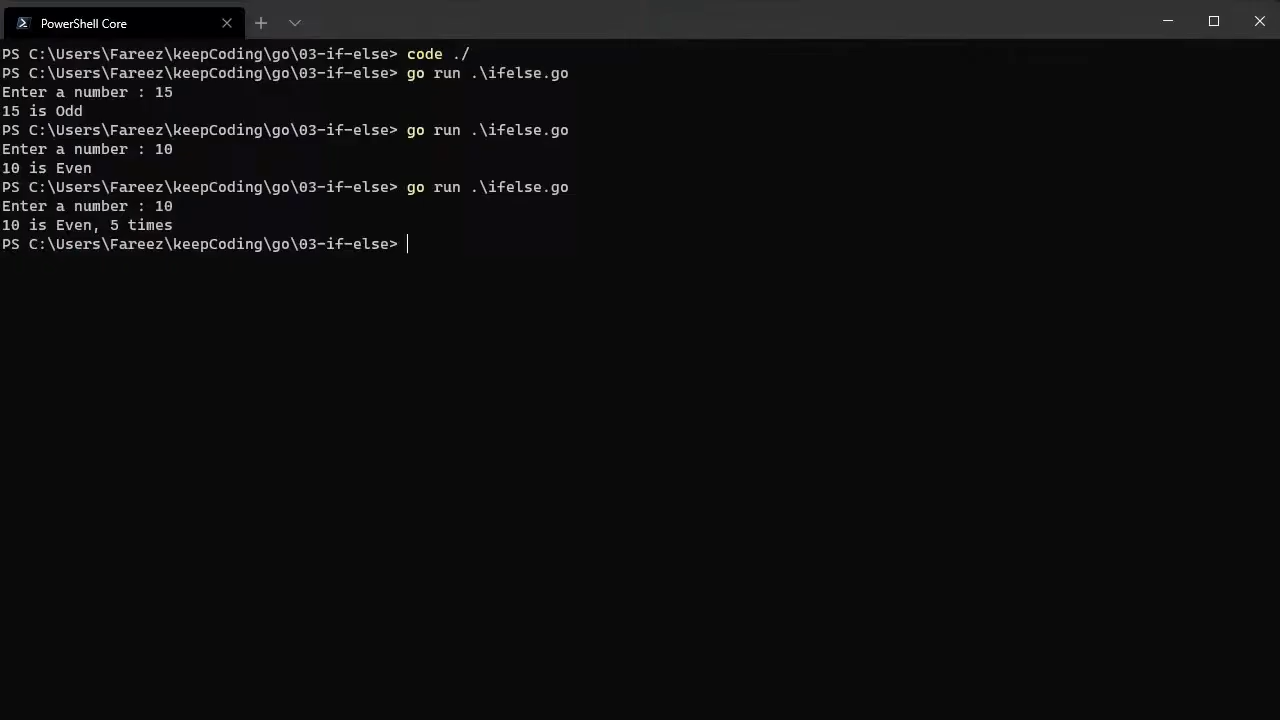 PowerShell Core
PS C:\Users\Fareez\keepCoding\go\03-if-else> code ./
PS C:\Users\Fareez\keepCoding\go\03-if-else> go run .\ifelse.go
Enter a number : 15
15 is Odd
PS C:\Users\Fareez\keepCoding\go\03-if-else> go run .\ifelse.go
Enter a number : 10
10 is Even
PS C:\Users\Fareez\keepCoding\go\03-if-else> go run .\ifelse.go
Enter a number : 10
10 is Even, 5 times
PS C:\Users\Fareez\keepCoding\go\03-if-else>